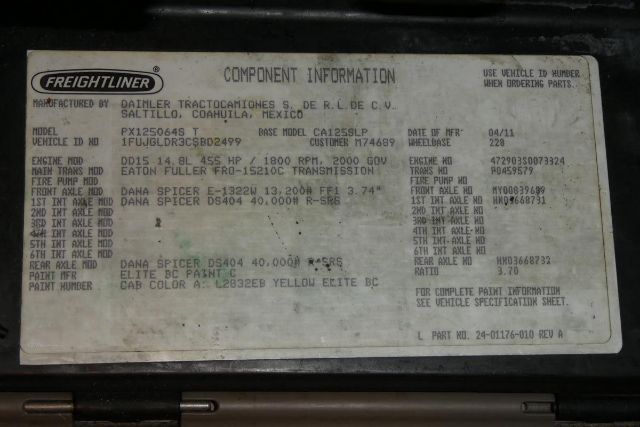 FREIGHTLINER ®
COMPONENT INFORMATION
USE VEHICLE ID NUMBER
WHEN ORDERING PARTS.
MANUFACTURED BY DAIMLER TRACTOCAMIONES S. DE R.L. DE C.V.
SALTILLO, COAHUILA, MEXICO
MODEL PX125064S T BASE MODEL CA125SLP DATE OF MFR 04/11
VEHICLE ID NO 1FUJGLDR3CSBD2499 CUSTOMER M74689 WHEELBASE 228
ENGINE MOD DD15 14.8L 455 HP / 1800 RPM, 2000 GOV ENGINE NO 472903S0073324
MAIN TRANS MOD EATON FULLER FRO-15210C TRANSMISSION TRANS NO P0459579
FIRE PUMP MOD FIRE PUMP NO
FRONT AXLE MOD DANA SPICER E-1322W 13,200# FF1 3.74" FRONT AXLE NO MY00839689
1ST INT AXLE MOD DANA SPICER DS404 40,000# R-SRS 1ST INT AXLE NO HN03668731
2ND INT AXLE MOD 2ND INT AXLE NO
3RD INT AXLE MOD 3RD INT AXLE NO
4TH INT AXLE MOD 4TH INT AXLE NO
5TH INT AXLE MOD 5TH INT AXLE NO
6TH INT AXLE MOD 6TH INT AXLE NO
REAR AXLE MOD DANA SPICER DS404 40,000# R-SRS REAR AXLE NO HN03668732
PAINT MFR ELITE BC PAINT C RATIO 3.70
PAINT NUMBER CAB COLOR A: L2832EB YELLOW ELITE BC
FOR COMPLETE PAINT INFORMATION
SEE VEHICLE SPECIFICATION SHEET.
L PART NO. 24-01176-010 REV A